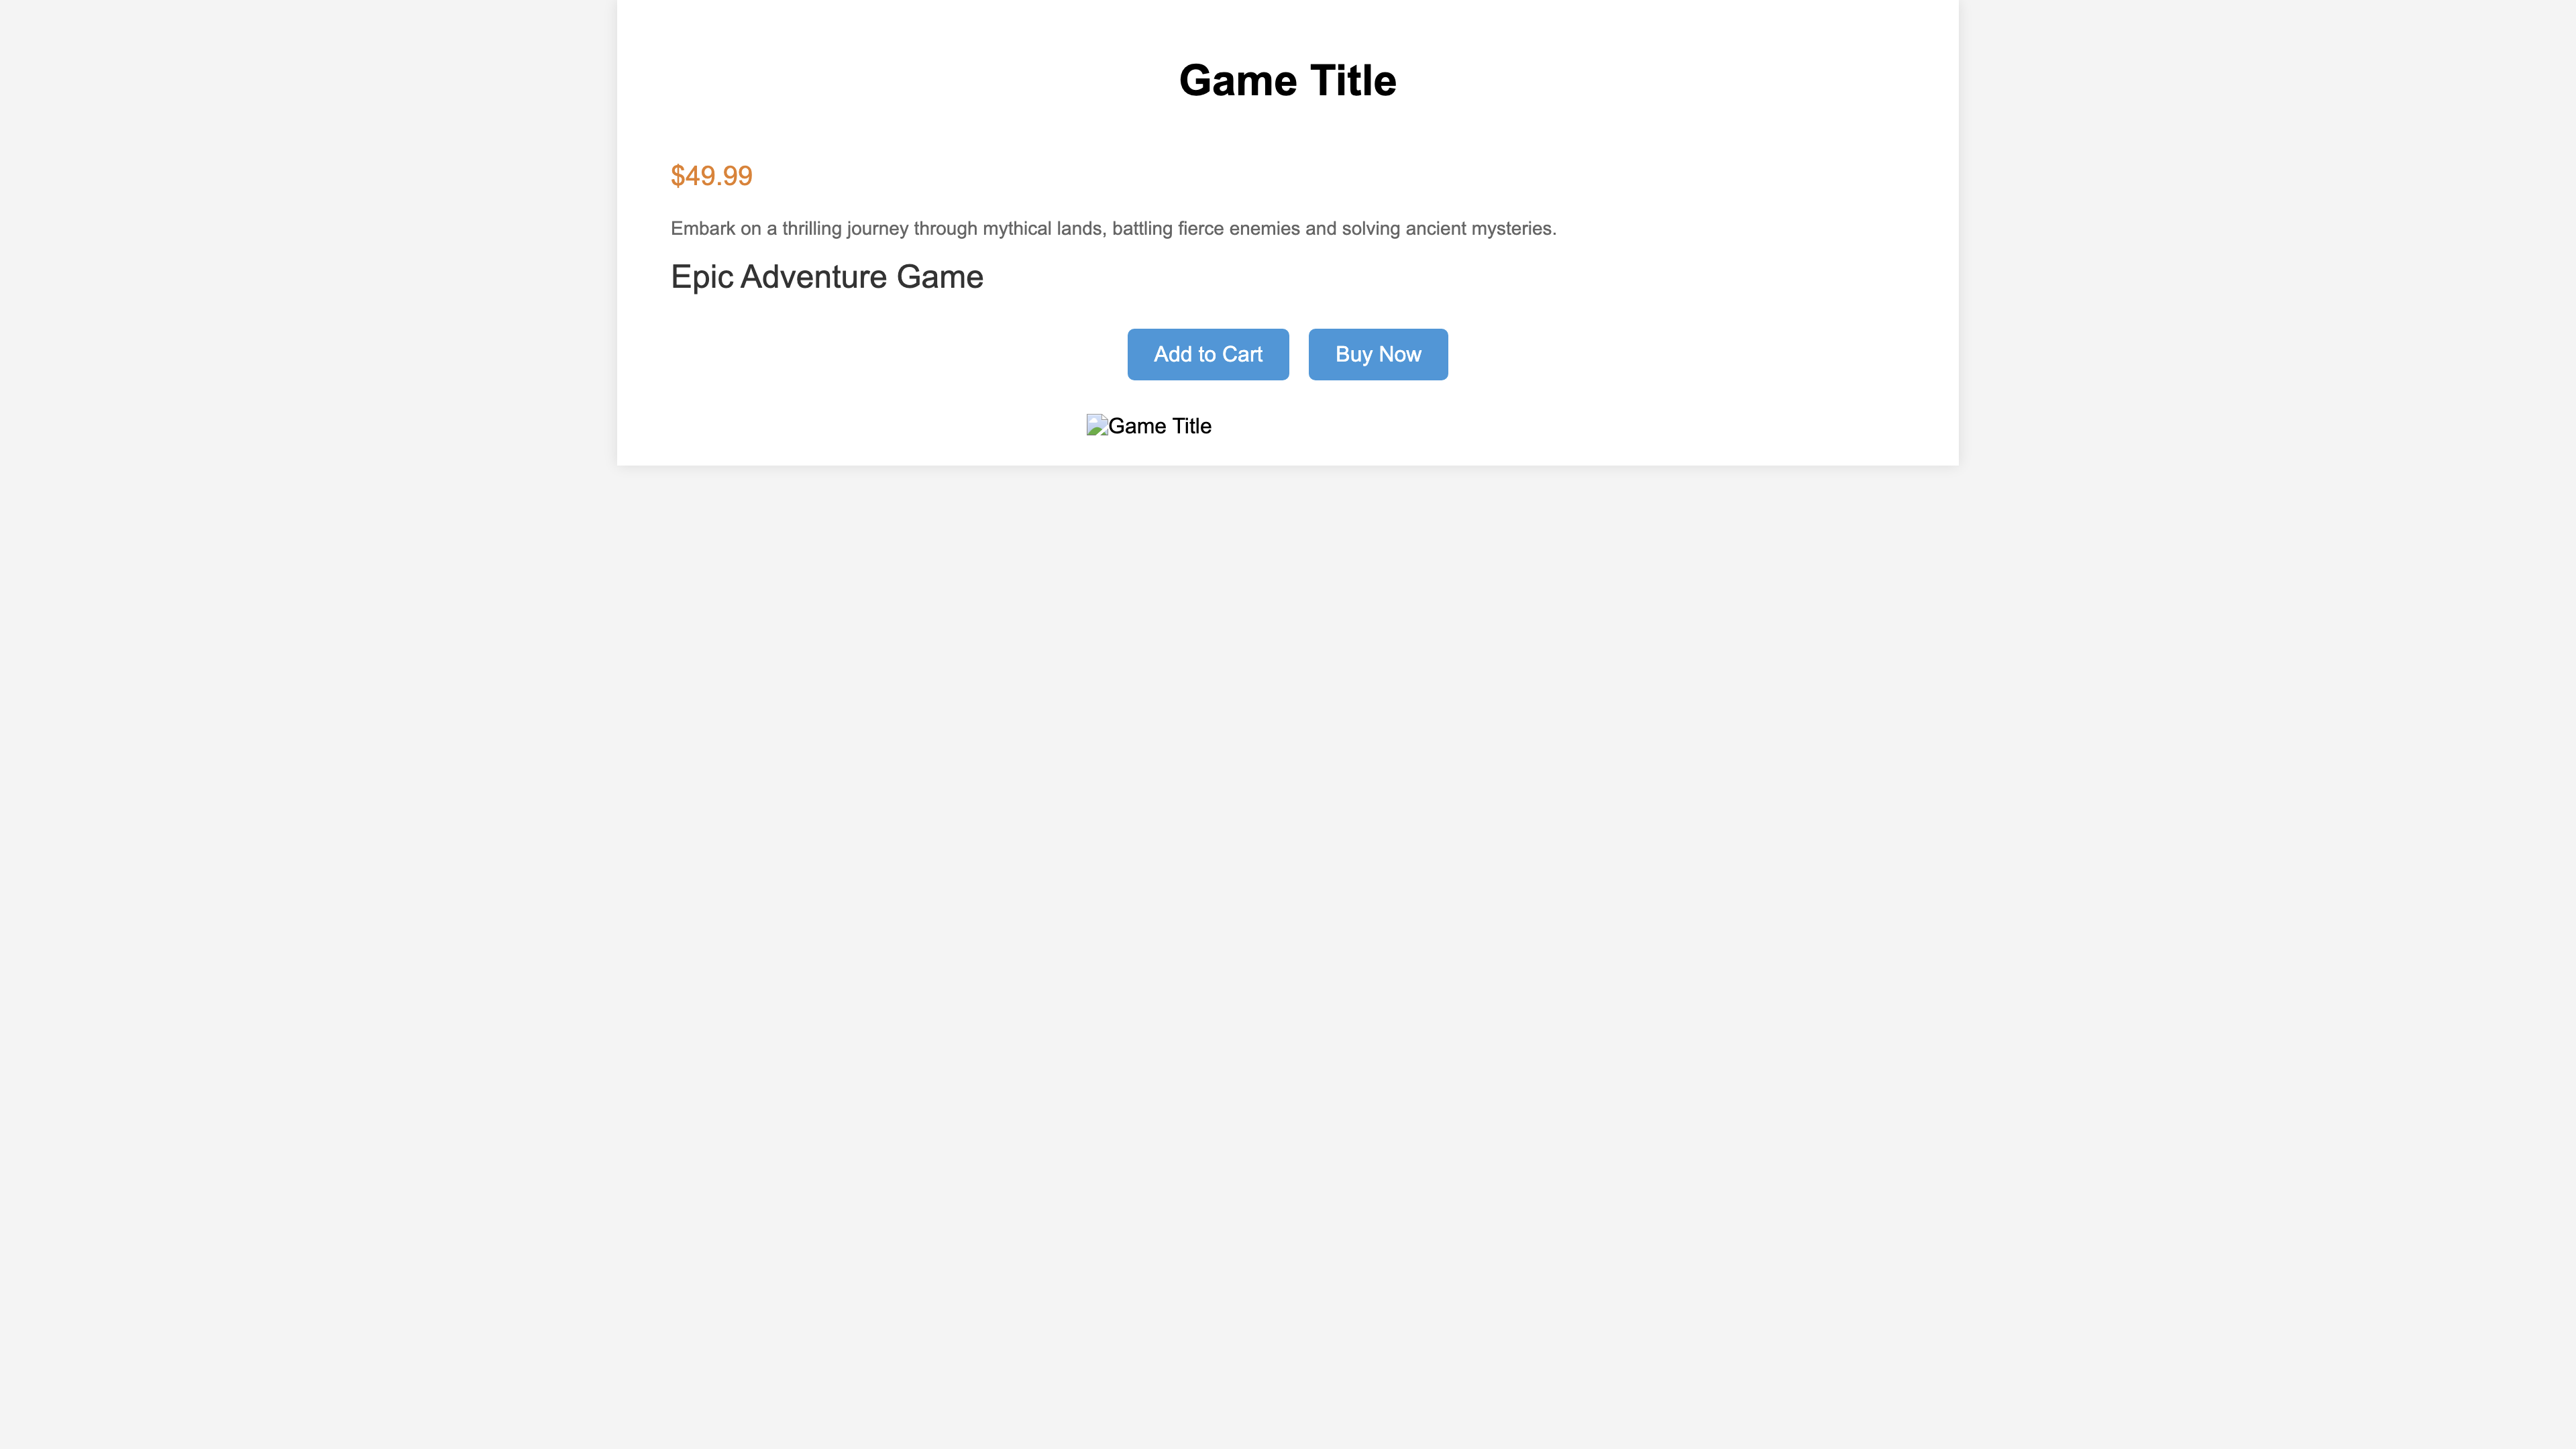 Game Title
$49.99
Embark on a thrilling journey through mythical lands, battling fierce enemies and solving ancient mysteries.
Epic Adventure Game
Add to Cart
Buy Now
Game Title